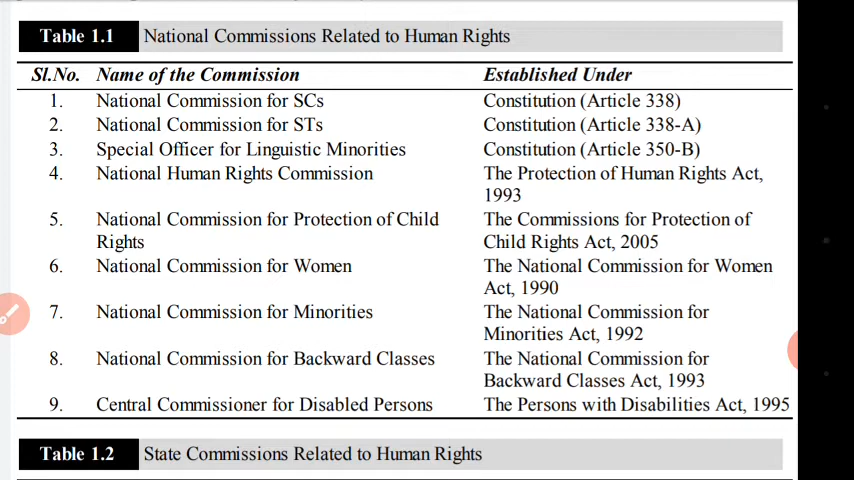 Table 1.1 National Commissions Related to Human Rights
Sl.No. Name of the Commission Established Under
1. National Commission for SCs Constitution (Article 338)
2. National Commission for STs Constitution (Article 338-A)
3. Special Officer for Linguistic Minorities Constitution (Article 350-B)
4. National Human Rights Commission The Protection of Human Rights Act,
1993
5. National Commission for Protection of Child The Commissions for Protection of
Rights Child Rights Act, 2005
6. National Commission for Women The National Commission for Women
Act, 1990
7. National Commission for Minorities The National Commission for
Minorities Act, 1992
8. National Commission for Backward Classes The National Commission for
Backward Classes Act, 1993
9. Central Commissioner for Disabled Persons The Persons with Disabilities Act, 1995
Table 1.2 State Commissions Related to Human Rights